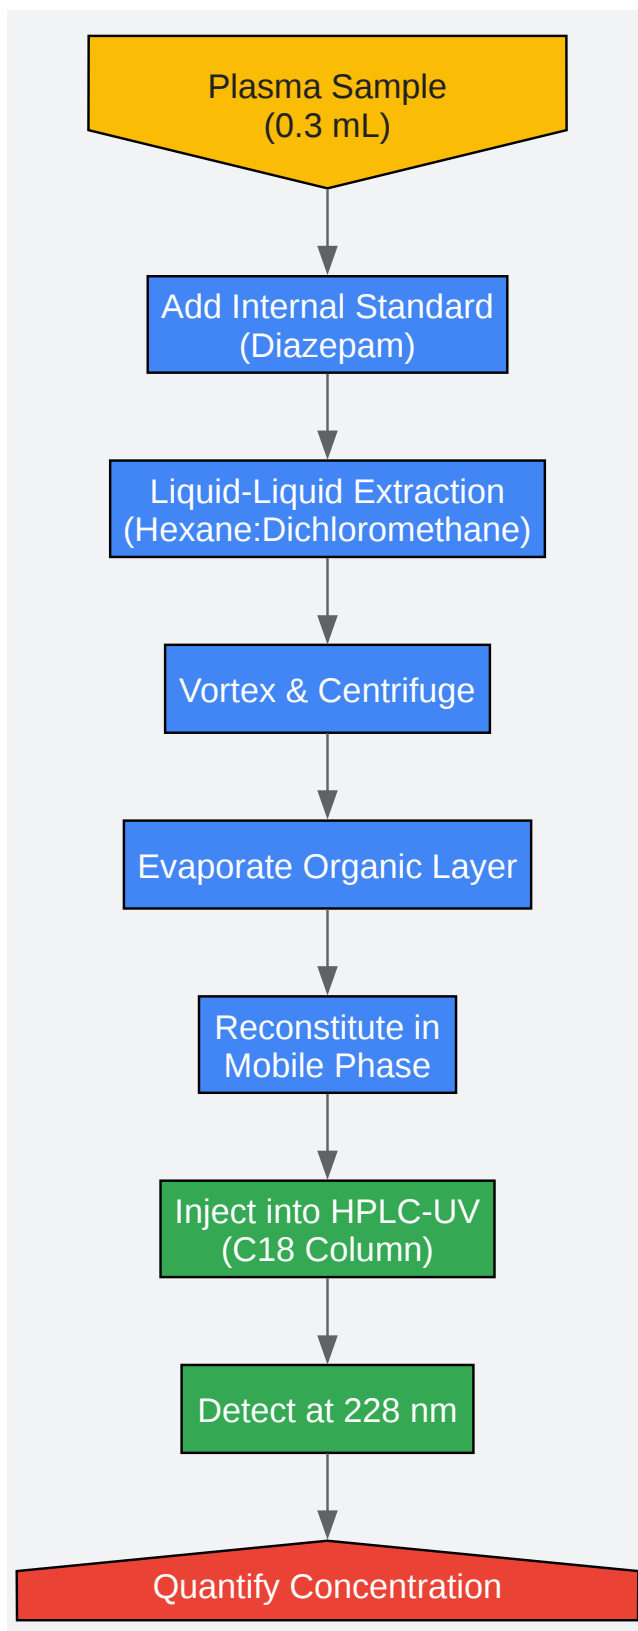 Plasma Sample
(0.3 mL)
Add Internal Standard
(Diazepam)
Liquid-Liquid Extraction
(Hexane:Dichloromethane)
Vortex & Centrifuge
Evaporate Organic Layer
Reconstitute in
Mobile Phase
Inject into HPLC-UV
(C18 Column)
Detect at 228 nm
Quantify Concentration